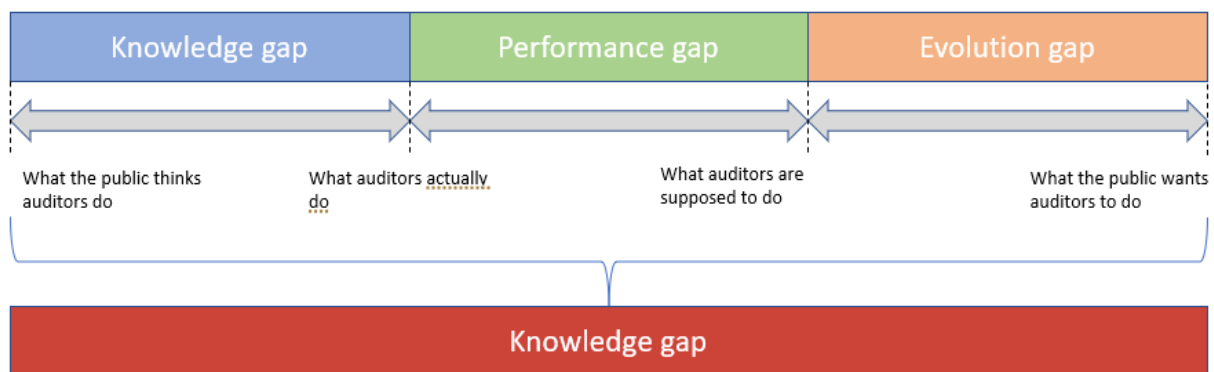 Knowledge gap
Performance gap
Evolution gap
What the public thinks
auditors do
What auditors actually
do
What auditors are
supposed to do
What the public wants
auditors to do
Knowledge gap